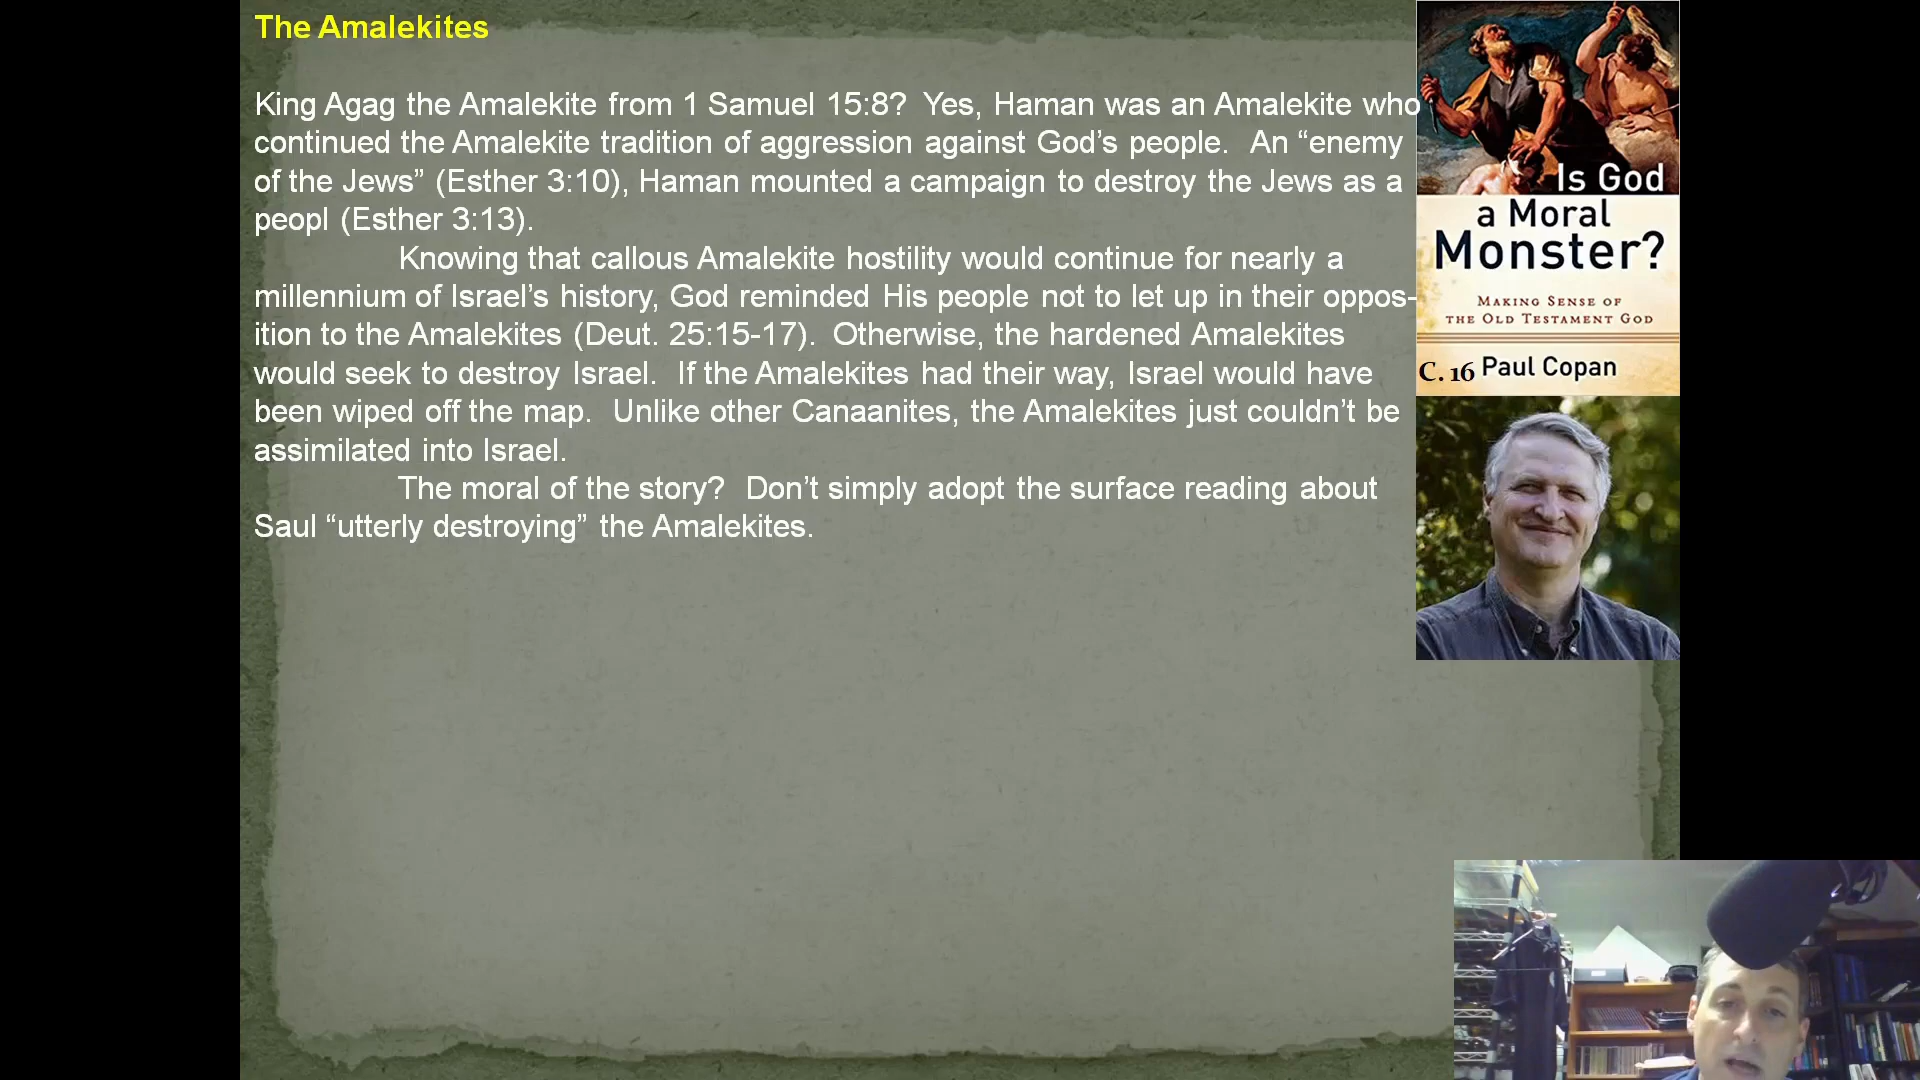 The Amalekites
King Agag the Amalekite from 1 Samuel 15:8?  Yes, Haman was an Amalekite who
continued the Amalekite tradition of aggression against God’s people.  An “enemy
of the Jews” (Esther 3:10), Haman mounted a campaign to destroy the Jews as a
peopl (Esther 3:13).
Knowing that callous Amalekite hostility would continue for nearly a
millennium of Israel’s history, God reminded His people not to let up in their oppos-
ition to the Amalekites (Deut. 25:15-17).  Otherwise, the hardened Amalekites
would seek to destroy Israel.  If the Amalekites had their way, Israel would have
been wiped off the map.  Unlike other Canaanites, the Amalekites just couldn’t be
assimilated into Israel.
The moral of the story?  Don’t simply adopt the surface reading about
Saul “utterly destroying” the Amalekites.
Is God
a Moral
Monster?
Making Sense of
the Old Testament God
C. 16 Paul Copan